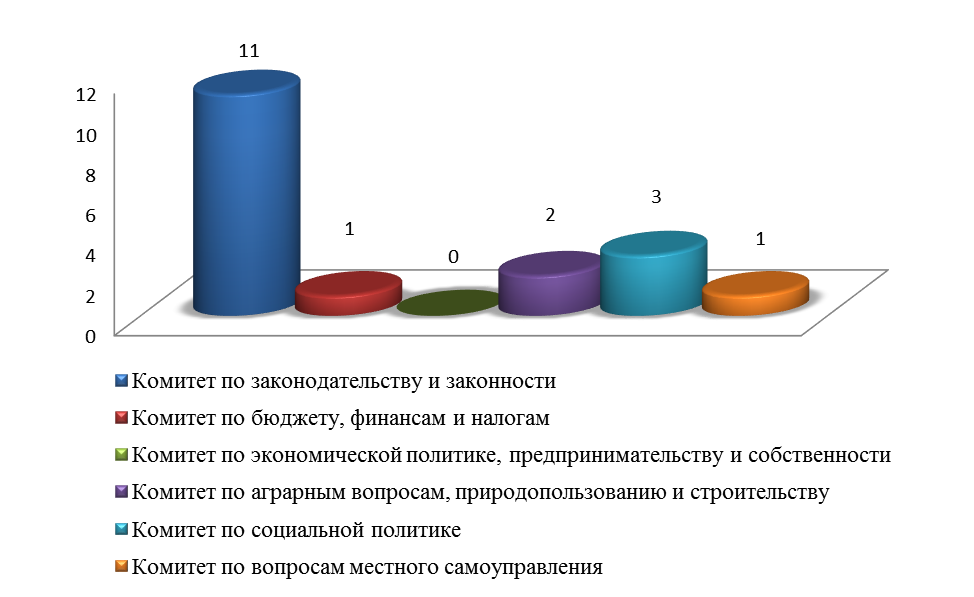 11
12
10
8
6
4
2
0
1
0
2
3
1
Комитет по законодательству и законности
Комитет по бюджету, финансам и налогам
Комитет по экономической политике, предпринимательству и собственности
Комитет по аграрным вопросам, природопользованию и строительству
Комитет по социальной политике
Комитет по вопросам местного самоуправления